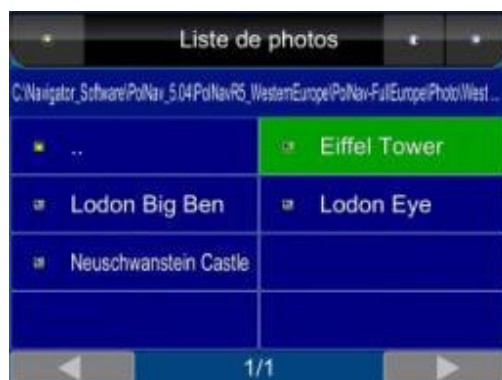 Liste de photos
C:\Navigator_Software\PolNav_5.04\PolNavR5_WesternEurope\PolNav-FullEurope\Photo\West ...
..
Eiffel Tower
Lodon Big Ben
Lodon Eye
Neuschwanstein Castle
1/1